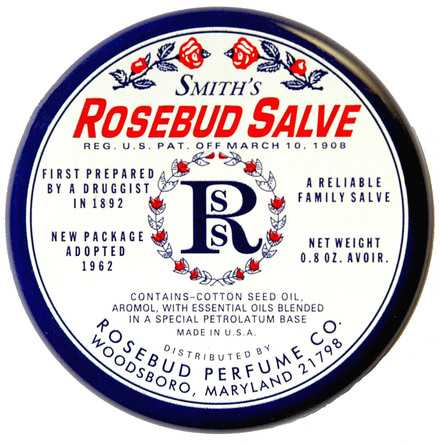 SMITH'S
ROSEBUD SALVE
REG. U.S. PAT. OFF MARCH 10, 1908
FIRST PREPARED
BY A DRUGGIST
IN 1892
A RELIABLE
FAMILY SALVE
RSS
NEW PACKAGE
ADOPTED
1962
NET WEIGHT
0.8 OZ. AVOIR.
CONTAINS-COTTON SEED OIL,
AROMOL, WITH ESSENTIAL OILS BLENDED
IN A SPECIAL PETROLATUM BASE
MADE IN U.S.A.
DISTRIBUTED BY
ROSEBUD PERFUME CO.
WOODSBORO, MARYLAND 21798